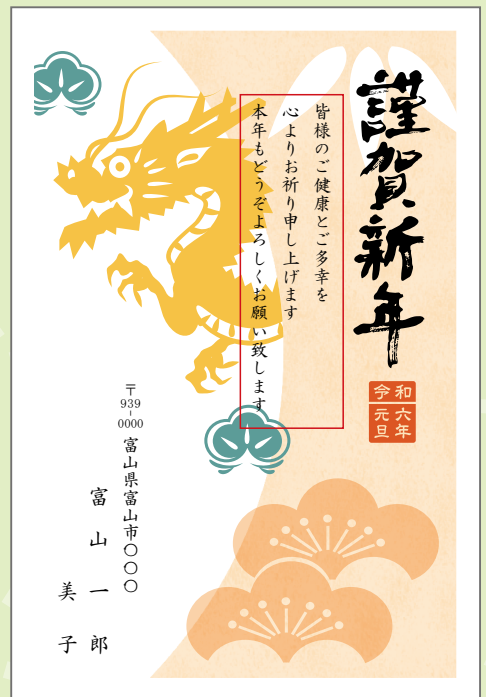 謹賀新年
令和六年
元旦
皆様のご健康とご多幸を
心よりお祈り申し上げます
本年もどうぞよろしくお願い致します
〒939-0000
富山県富山市〇〇〇
富山一郎
美子